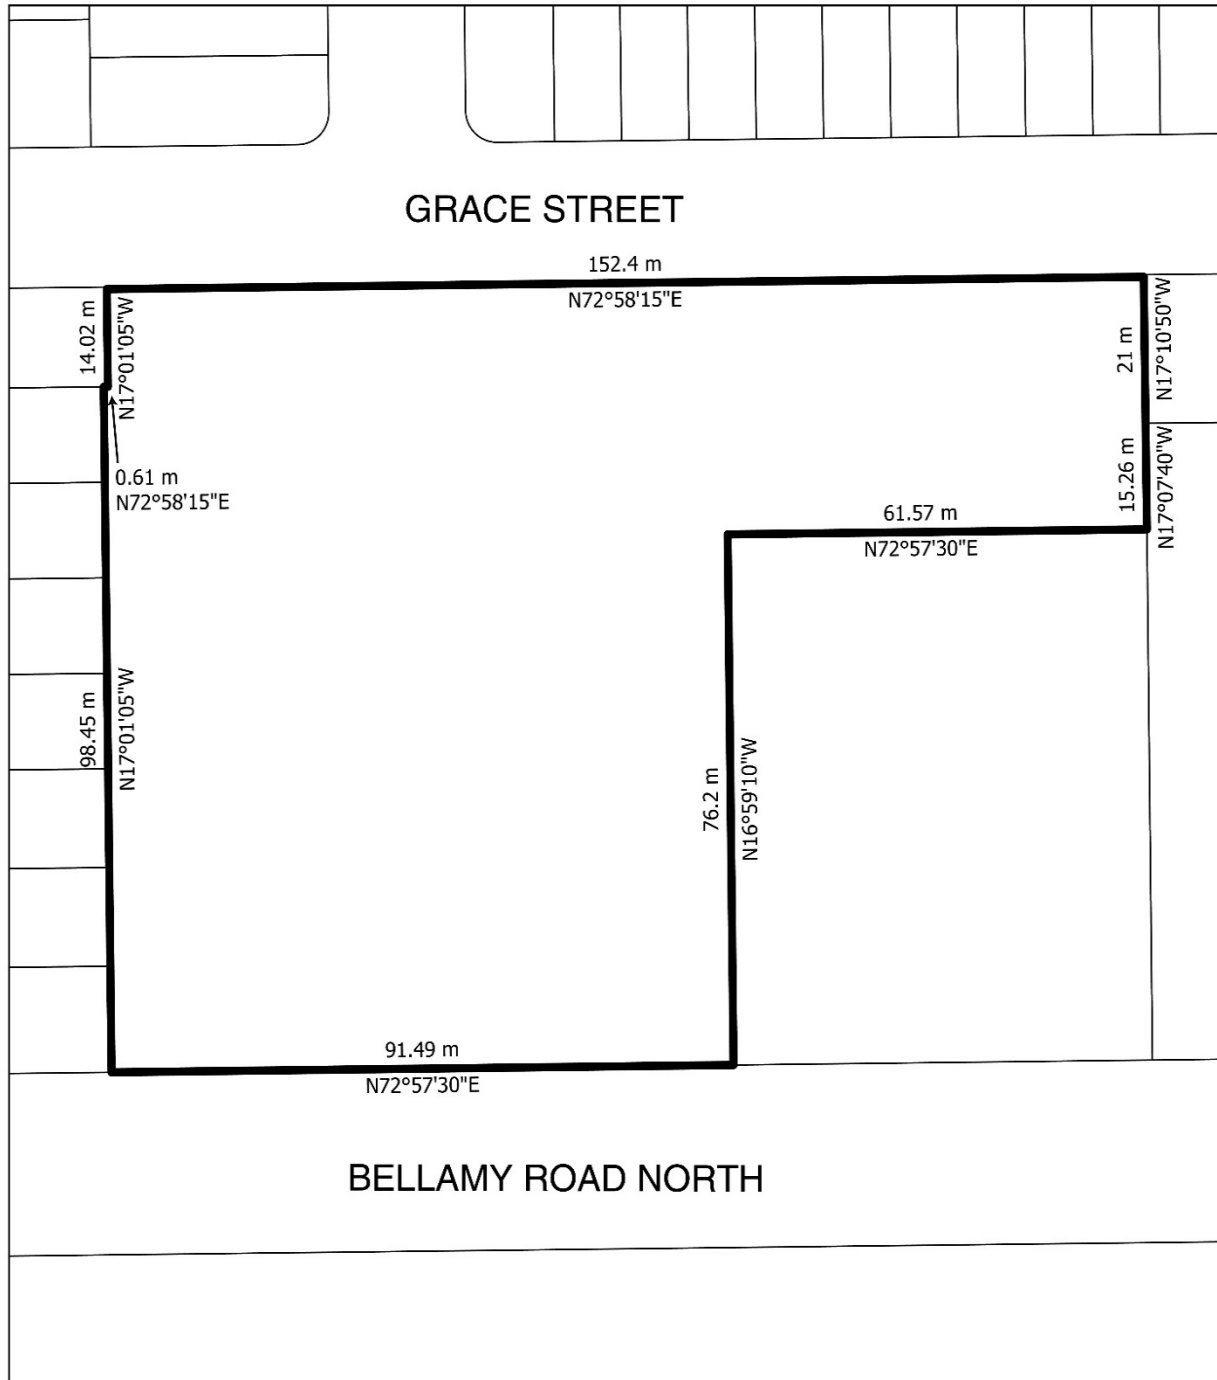 GRACE STREET
152.4 m
N72°58'15"E
14.02 m
N17°01'05"W
21 m
N17°10'50"W
0.61 m
N72°58'15"E
15.26 m
N17°07'40"W
61.57 m
N72°57'30"E
98.45 m
N17°01'05"W
76.2 m
N16°59'10"W
91.49 m
N72°57'30"E
BELLAMY ROAD NORTH